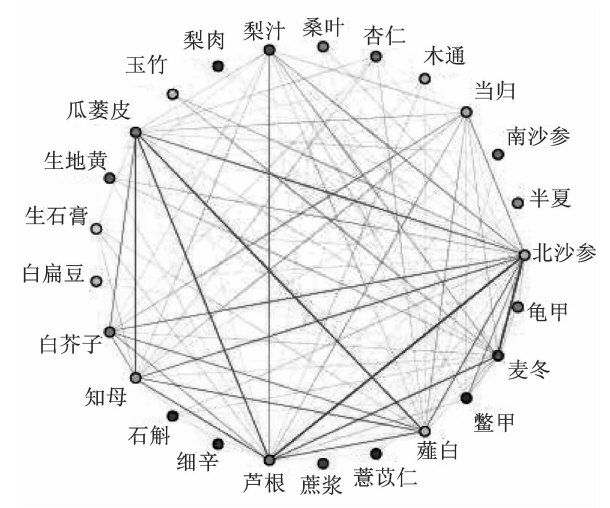 桑叶
梨汁
杏仁
梨肉
木通
玉竹
当归
瓜蒌皮
南沙参
生地黄
半夏
生石膏
北沙参
白扁豆
龟甲
白芥子
麦冬
知母
鳖甲
石斛
薤白
细辛
薏苡仁
芦根
蔗浆